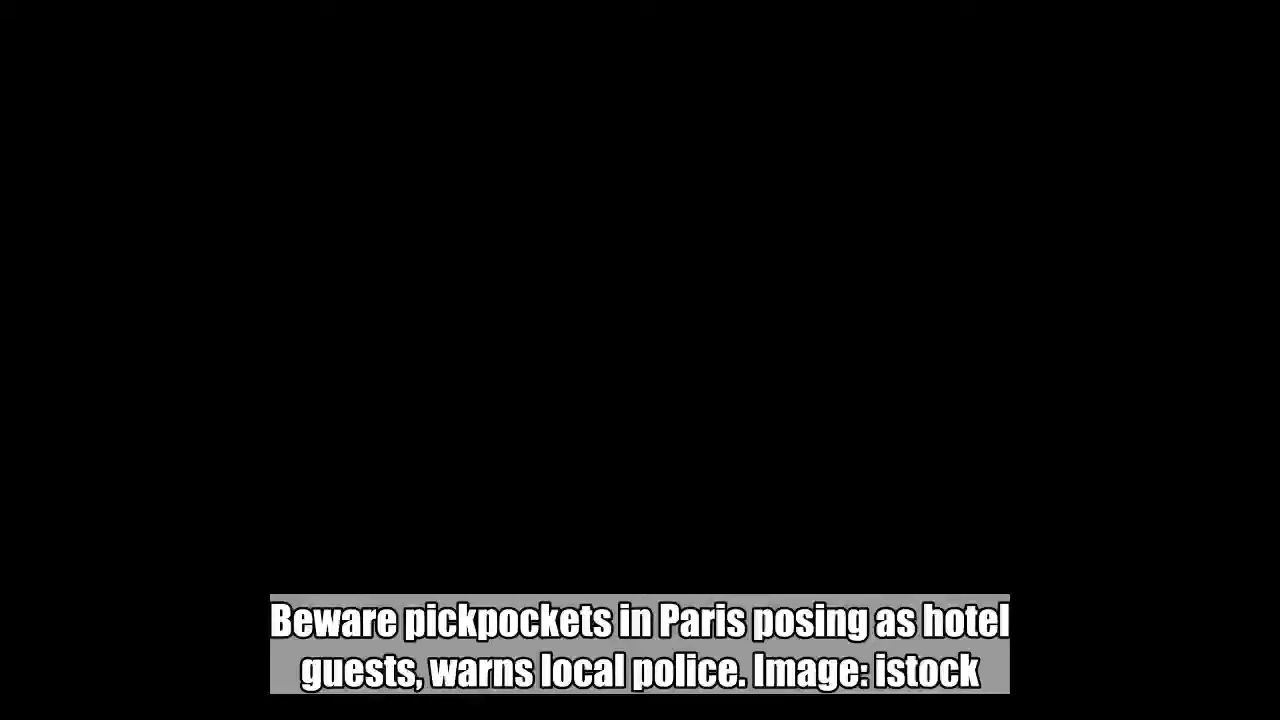 Beware pickpockets in Paris posing as hotel
guests, warns local police. Image: istock